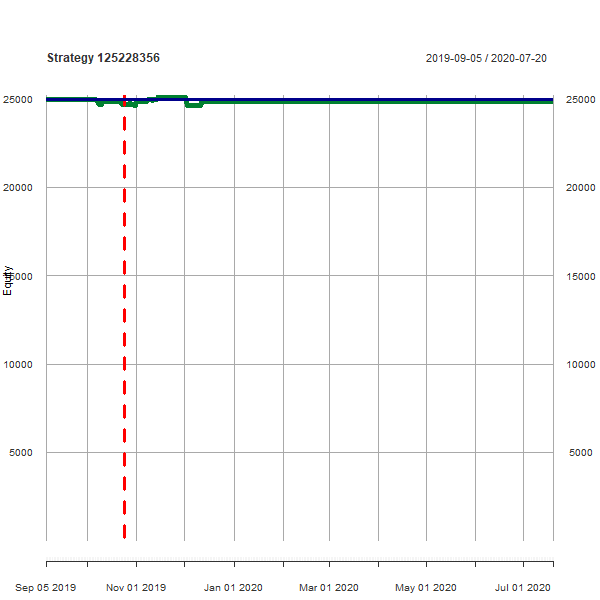 Strategy 125228356
2019-09-05 / 2020-07-20
25000
25000
20000
20000
Equity
15000
15000
10000
10000
5000
5000
Sep 05 2019
Nov 01 2019
Jan 01 2020
Mar 01 2020
May 01 2020
Jul 01 2020